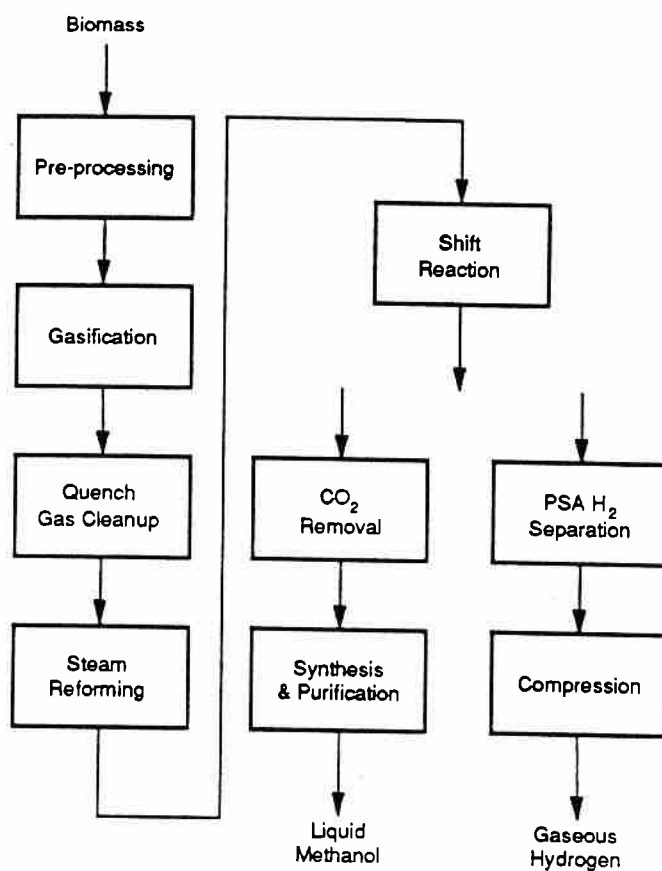 Biomass
Pre-processing
Gasification
Quench
Gas Cleanup
Steam
Reforming
Shift
Reaction
CO₂
Removal
Synthesis
& Purification
Liquid
Methanol
PSA H₂
Separation
Compression
Gaseous
Hydrogen